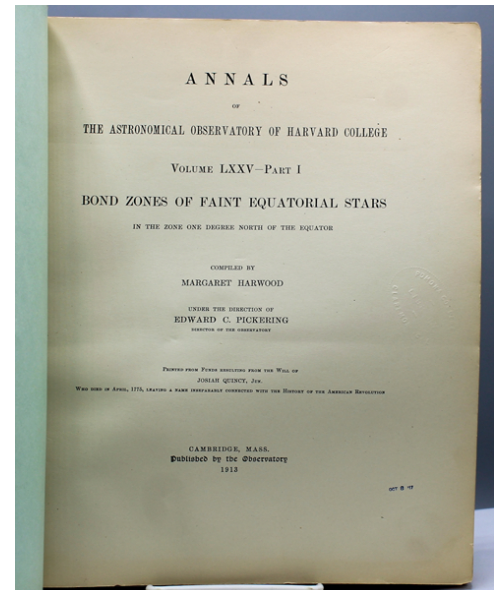 ANNALS
OF
THE ASTRONOMICAL OBSERVATORY OF HARVARD COLLEGE
VOLUME LXXV—PART I
BOND ZONES OF FAINT EQUATORIAL STARS
IN THE ZONE ONE DEGREE NORTH OF THE EQUATOR
COMPILED BY
MARGARET HARWOOD
UNDER THE DIRECTION OF
EDWARD C. PICKERING
DIRECTOR OF THE OBSERVATORY
PRINTED FROM FUNDS RESULTING FROM THE WILL OF
JOSIAH QUINCY, JUN.
WHO DIED IN APRIL, 1775, LEAVING A NAME INSEPARABLY CONNECTED WITH THE HISTORY OF THE AMERICAN REVOLUTION
CAMBRIDGE, MASS.
Published by the Observatory
1913